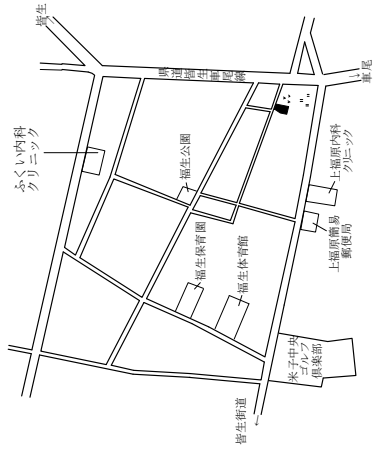 皆生
ふくい内科
クリニック
県道皆生車尾線
福生公園
車尾
福生保育園
福生体育館
上福原内科
クリニック
上福原簡易
郵便局
米子中央
ゴルフ
倶楽部
皆生街道